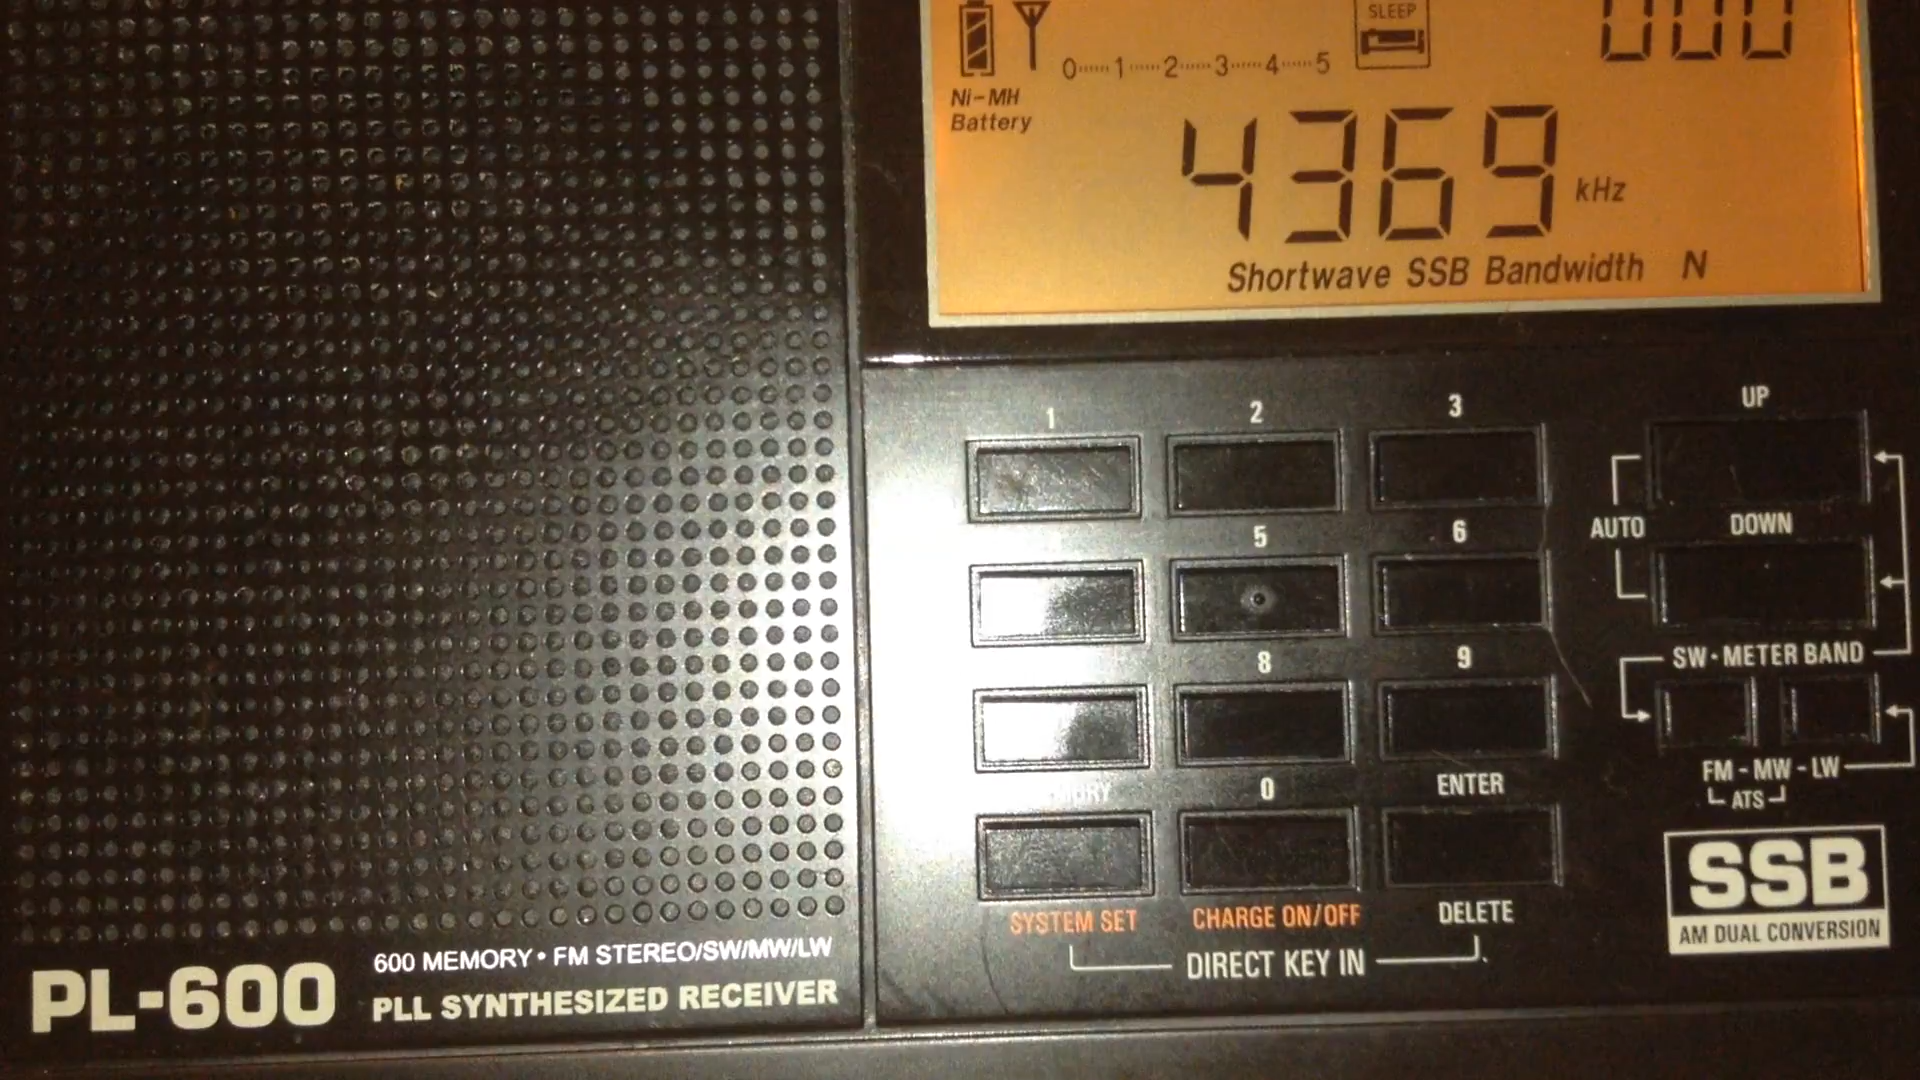 SLEEP
000
0 1 2 3 4 5
Ni-MH
Battery
4369 kHz
Shortwave SSB Bandwidth N
1 2 3
UP
5 6
AUTO
DOWN
8 9
SW·METER BAND
0 ENTER
FM - MW - LW
ATS
SSB
AM DUAL CONVERSION
SYSTEM SET CHARGE ON/OFF DELETE
DIRECT KEY IN
PL-600
600 MEMORY • FM STEREO/SW/MW/LW
PLL SYNTHESIZED RECEIVER